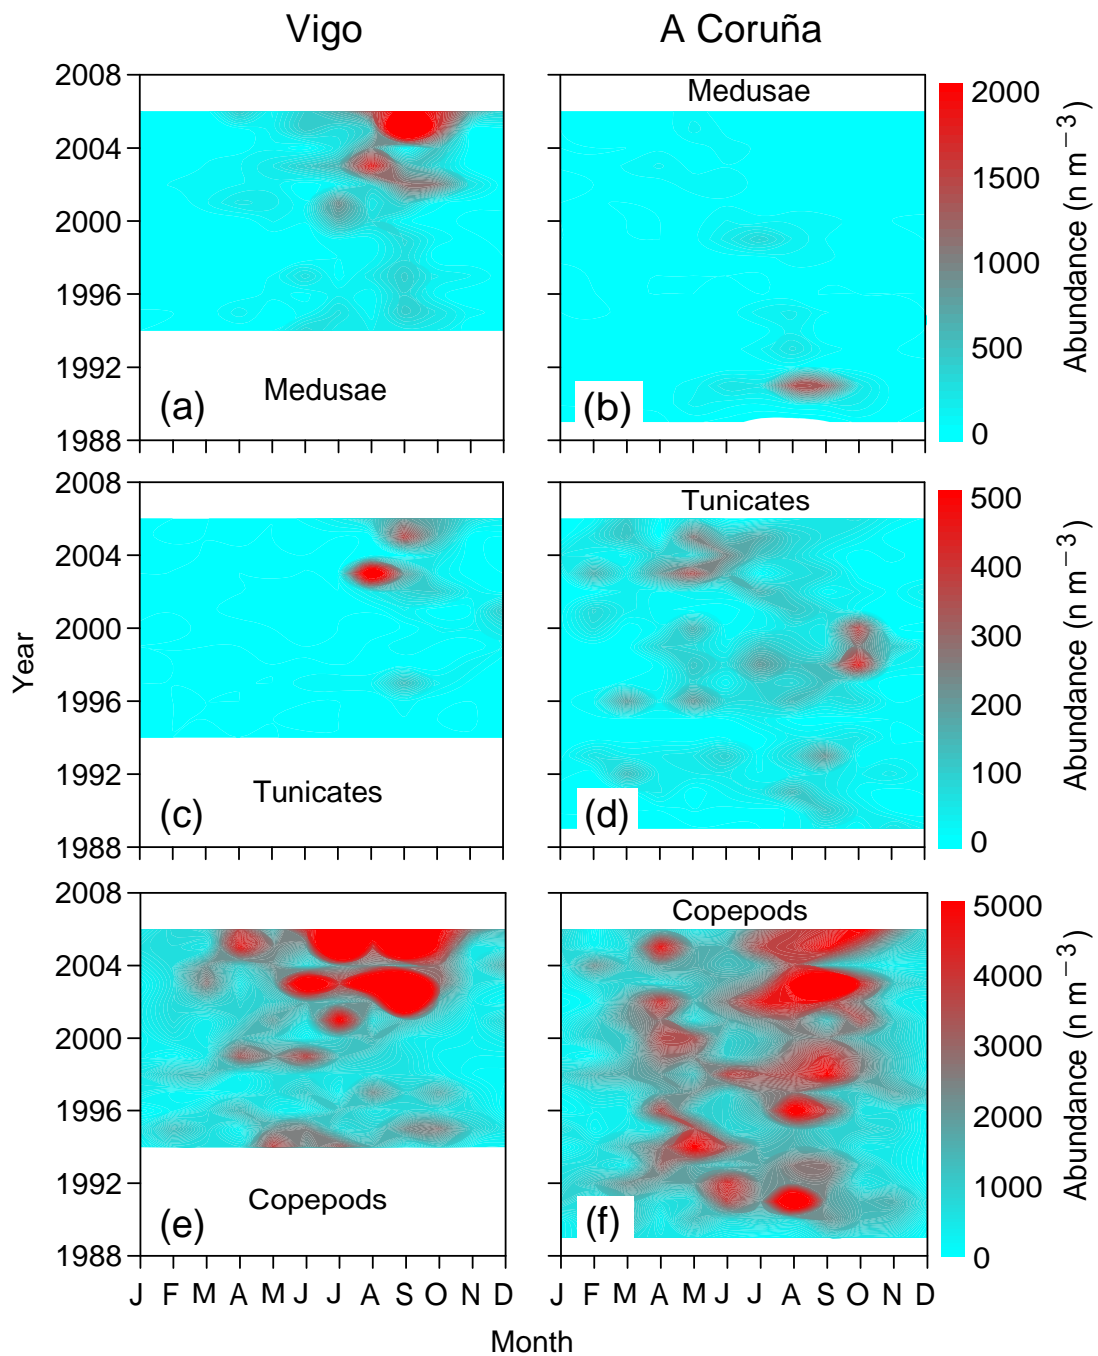 Vigo
A Coruña
2008
2004
2000
1996
1992
1988
Medusae
(a)
Medusae
(b)
2000
1500
1000
500
0
Abundance (n m⁻³)
2008
2004
2000
1996
1992
1988
Tunicates
(c)
Tunicates
(d)
500
400
300
200
100
0
Abundance (n m⁻³)
Year
2008
2004
2000
1996
1992
1988
Copepods
(e)
Copepods
(f)
5000
4000
3000
2000
1000
0
Abundance (n m⁻³)
J F M A M J J A S O N D
J F M A M J J A S O N D
Month